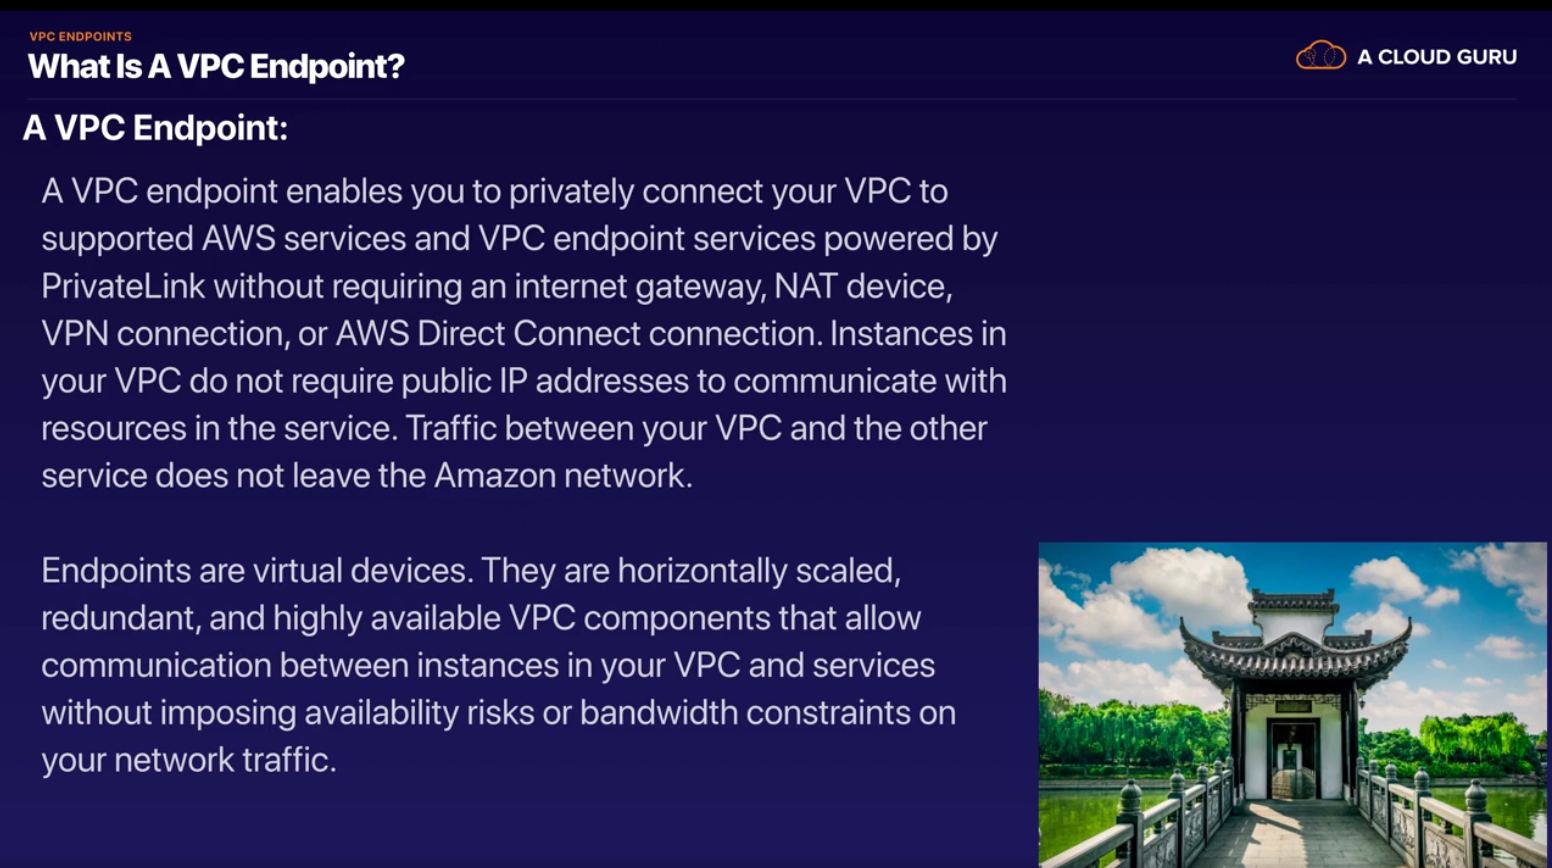 VPC ENDPOINTS
What Is A VPC Endpoint?
A CLOUD GURU
A VPC Endpoint:
A VPC endpoint enables you to privately connect your VPC to
supported AWS services and VPC endpoint services powered by
PrivateLink without requiring an internet gateway, NAT device,
VPN connection, or AWS Direct Connect connection. Instances in
your VPC do not require public IP addresses to communicate with
resources in the service. Traffic between your VPC and the other
service does not leave the Amazon network.
Endpoints are virtual devices. They are horizontally scaled,
redundant, and highly available VPC components that allow
communication between instances in your VPC and services
without imposing availability risks or bandwidth constraints on
your network traffic.